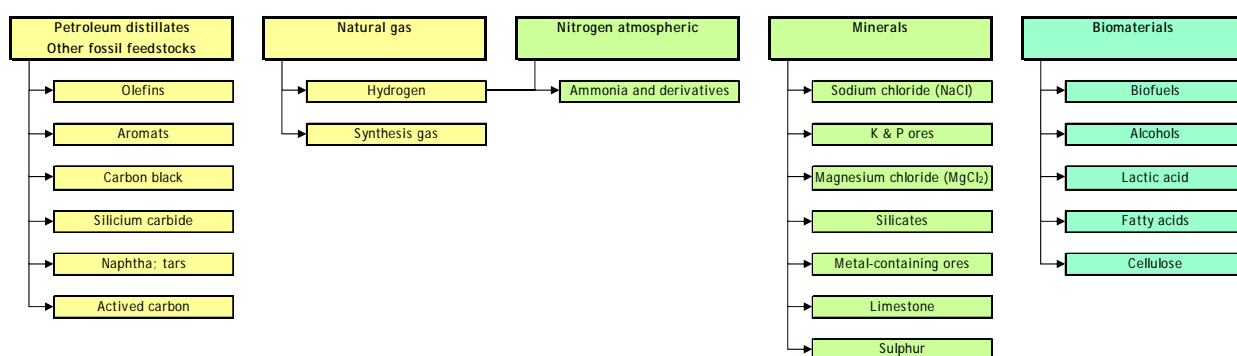 Petroleum distillates
Other fossil feedstocks
Olefins
Aromats
Carbon black
Silicium carbide
Naphtha; tars
Actived carbon
Natural gas
Hydrogen
Synthesis gas
Nitrogen atmospheric
Ammonia and derivatives
Minerals
Sodium chloride (NaCl)
K & P ores
Magnesium chloride (MgCl₂)
Silicates
Metal-containing ores
Limestone
Sulphur
Biomaterials
Biofuels
Alcohols
Lactic acid
Fatty acids
Cellulose